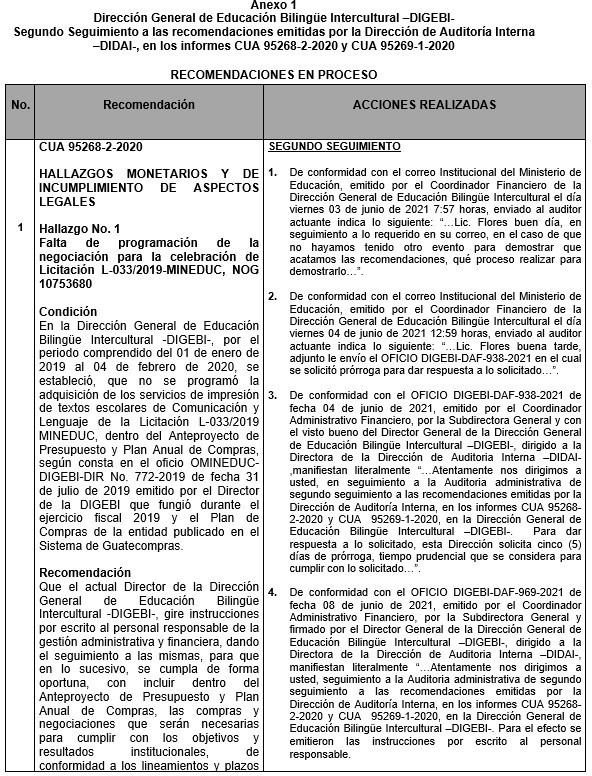 Anexo 1
Dirección General de Educación Bilingüe Intercultural –DIGEBI-
Segundo Seguimiento a las recomendaciones emitidas por la Dirección de Auditoría Interna
–DIDAI-, en los informes CUA 95268-2-2020 y CUA 95269-1-2020
RECOMENDACIONES EN PROCESO
No.
Recomendación
ACCIONES REALIZADAS
1
CUA 95268-2-2020
HALLAZGOS MONETARIOS Y DE
INCUMPLIMIENTO DE ASPECTOS
LEGALES
Hallazgo No. 1
Falta de programación de la
negociación para la celebración de
Licitación L-033/2019-MINEDUC, NOG
10753680
Condición
En la Dirección General de Educación
Bilingüe Intercultural -DIGEBI-, por el
periodo comprendido del 01 de enero de
2019 al 04 de febrero de 2020, se
estableció, que no se programó la
adquisición de los servicios de impresión
de textos escolares de Comunicación y
Lenguaje de la Licitación L-033/2019
MINEDUC, dentro del Anteproyecto de
Presupuesto y Plan Anual de Compras,
según consta en el oficio OMINEDUC-
DIGEBI-DIR No. 772-2019 de fecha 31
de julio de 2019 emitido por el Director
de la DIGEBI que fungió durante el
ejercicio fiscal 2019 y el Plan de
Compras de la entidad publicado en el
Sistema de Guatecompras.
Recomendación
Que el actual Director de la Dirección
General de Educación Bilingüe
Intercultural -DIGEBI-, gire instrucciones
por escrito al personal responsable de la
gestión administrativa y financiera, dando
el seguimiento a las mismas, para que
en lo sucesivo, se cumpla de forma
oportuna, con incluir dentro del
Anteproyecto de Presupuesto y Plan
Anual de Compras, las compras y
negociaciones que serán necesarias
para cumplir con los objetivos y
resultados institucionales, de
conformidad a los lineamientos y plazos
SEGUNDO SEGUIMIENTO
1. De conformidad con el correo Institucional del Ministerio de
Educación, emitido por el Coordinador Financiero de la
Dirección General de Educación Bilingüe Intercultural el día
viernes 03 de junio de 2021 7:57 horas, enviado al auditor
actuante indica lo siguiente: “…Lic. Flores buen día, en
seguimiento a lo requerido en su correo, en el caso de que
no hayamos tenido otro evento para demostrar que
acatamos las recomendaciones, qué proceso realizar para
demostrarlo…”.
2. De conformidad con el correo Institucional del Ministerio de
Educación, emitido por el Coordinador Financiero de la
Dirección General de Educación Bilingüe Intercultural el día
viernes 04 de junio de 2021 12:59 horas, enviado al auditor
actuante indica lo siguiente: “…Lic. Flores buena tarde,
adjunto le envío el OFICIO DIGEBI-DAF-938-2021 en el cual
se solicitó prórroga para dar respuesta a lo solicitado…”.
3. De conformidad con el OFICIO DIGEBI-DAF-938-2021 de
fecha 04 de junio de 2021, emitido por el Coordinador
Administrativo Financiero, por la Subdirectora General y con
el visto bueno del Director General de la Dirección General
de Educación Bilingüe Intercultural –DIGEBI-, dirigido a la
Directora de la Dirección de Auditoria Interna –DIDAI-
,manifiestan literalmente “…Atentamente nos dirigimos a
usted, en seguimiento a la Auditoria administrativa de
segundo seguimiento a las recomendaciones emitidas por la
Dirección de Auditoría Interna, en los informes CUA 95268-
2-2020 y CUA 95269-1-2020, en la Dirección General de
Educación Bilingüe Intercultural –DIGEBI-. Para dar
respuesta a lo solicitado, esta Dirección solicita cinco (5)
días de prórroga, tiempo prudencial que se considera para
cumplir con lo solicitado…”.
4. De conformidad con el OFICIO DIGEBI-DAF-969-2021 de
fecha 08 de junio de 2021, emitido por el Coordinador
Administrativo Financiero, por la Subdirectora General y
firmado por el Director General de la Dirección General de
Educación Bilingüe Intercultural –DIGEBI-, dirigido a la
Directora de la Dirección de Auditoria Interna –DIDAI-,
manifiestan literalmente “…Atentamente nos dirigimos a
usted, seguimiento a la Auditoria administrativa de segundo
seguimiento a las recomendaciones emitidas por la
Dirección de Auditoría Interna, en los informes CUA 95268-
2-2020 y CUA 95269-1-2020, en la Dirección General de
Educación Bilingüe Intercultural –DIGEBI-. Para el efecto se
emitieron las instrucciones por escrito al personal
responsable.